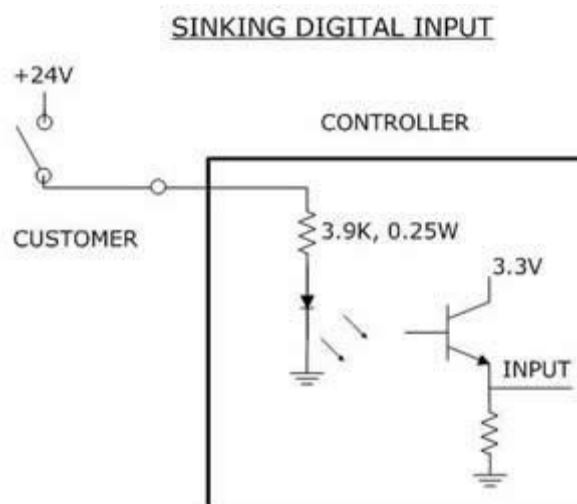 SINKING DIGITAL INPUT
+24V
CONTROLLER
CUSTOMER
3.9K, 0.25W
3.3V
INPUT